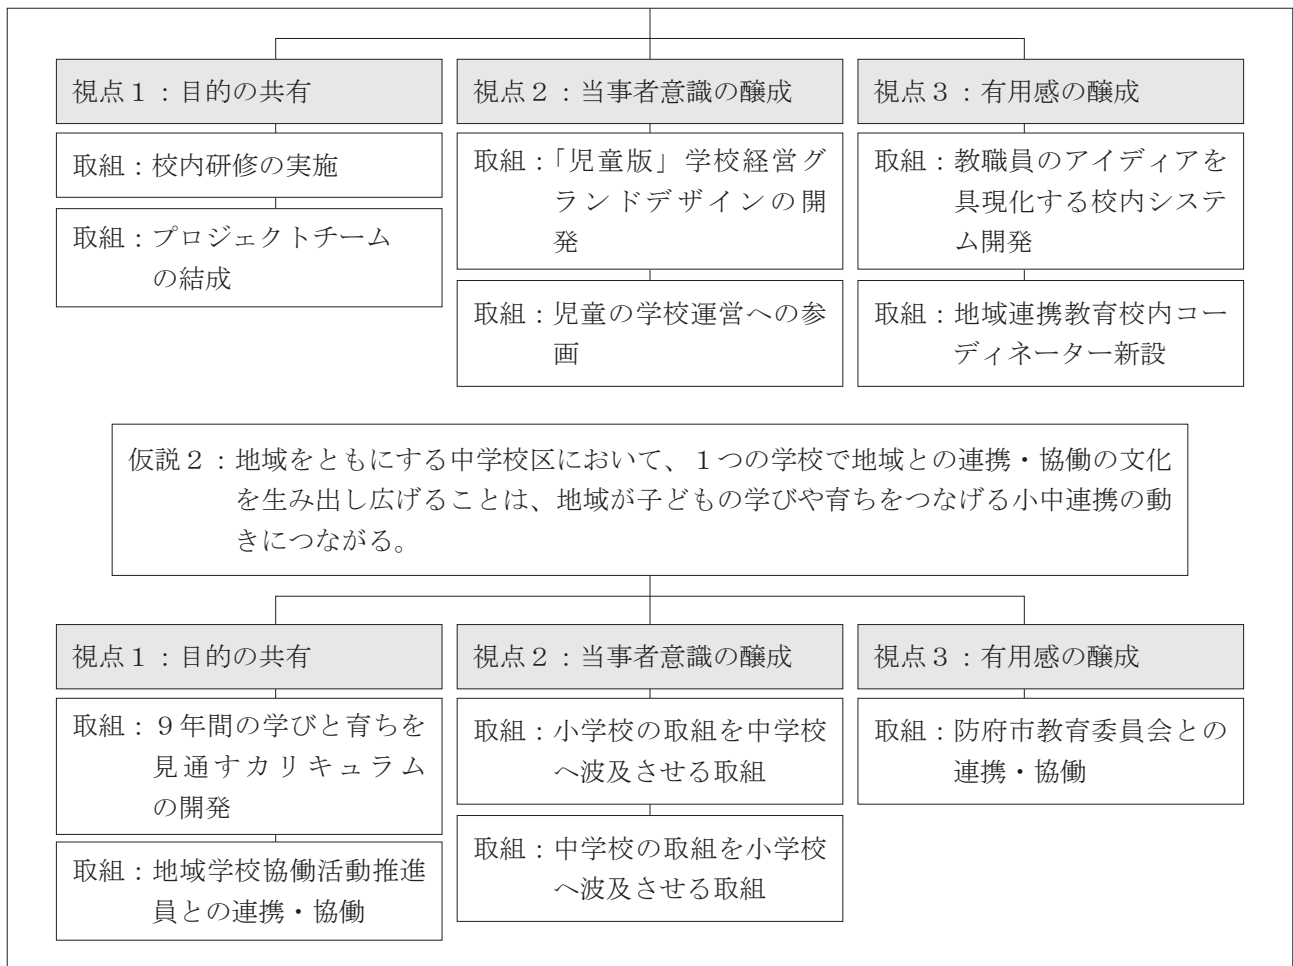 視点１：目的の共有
取組：校内研修の実施
取組：プロジェクトチーム
の結成
視点２：当事者意識の醸成
取組：「児童版」学校経営グ
ランドデザインの開
発
取組：児童の学校運営への参
画
視点３：有用感の醸成
取組：教職員のアイディアを
具現化する校内システ
ム開発
取組：地域連携教育校内コー
ディネーター新設
仮説２：地域をともにする中学校区において、１つの学校で地域との連携・協働の文化
を生み出し広げることは、地域が子どもの学びや育ちをつなげる小中連携の動
きにつながる。
視点１：目的の共有
取組：９年間の学びと育ちを
見通すカリキュラム
の開発
取組：地域学校協働活動推進
員との連携・協働
視点２：当事者意識の醸成
取組：小学校の取組を中学校
へ波及させる取組
取組：中学校の取組を小学校
へ波及させる取組
視点３：有用感の醸成
取組：防府市教育委員会との
連携・協働